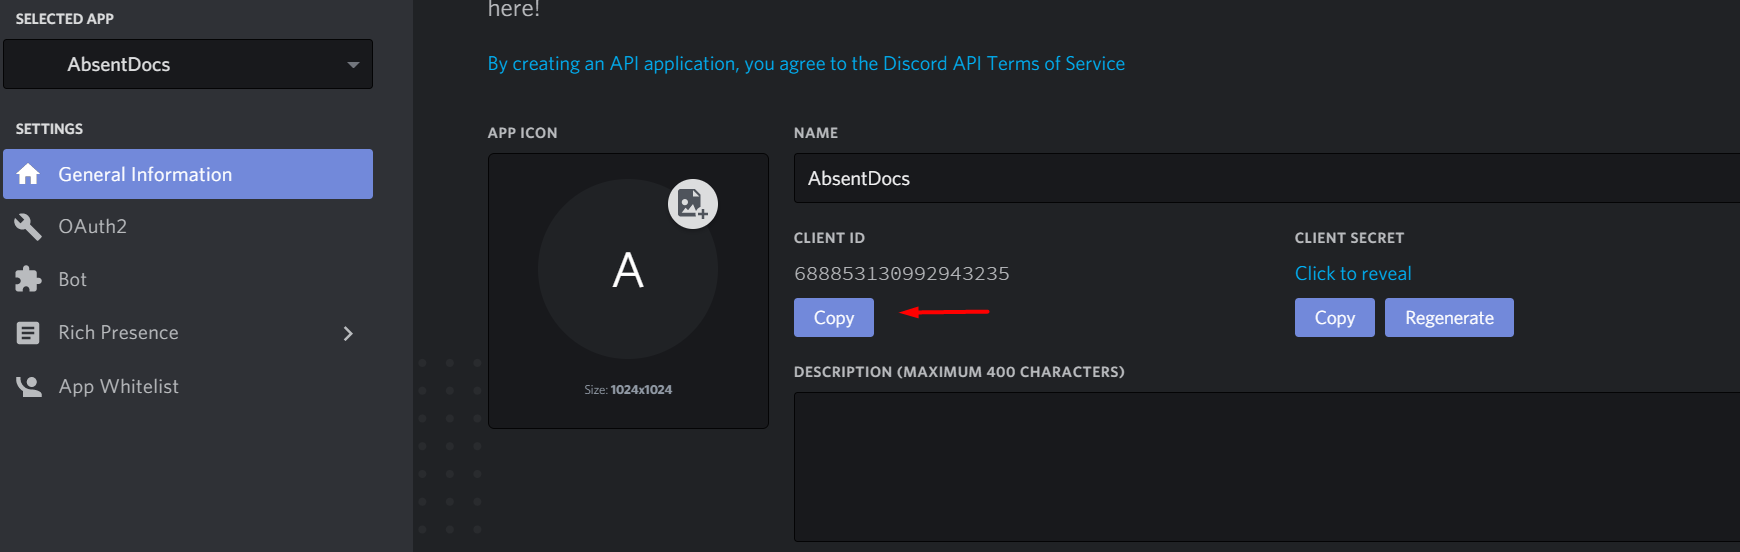 SELECTED APP
AbsentDocs
SETTINGS
General Information
OAuth2
Bot
Rich Presence
App Whitelist
here!
By creating an API application, you agree to the Discord API Terms of Service
APP ICON
A
Size: 1024x1024
NAME
AbsentDocs
CLIENT ID
688853130992943235
Copy
CLIENT SECRET
Click to reveal
Copy Regenerate
DESCRIPTION (MAXIMUM 400 CHARACTERS)